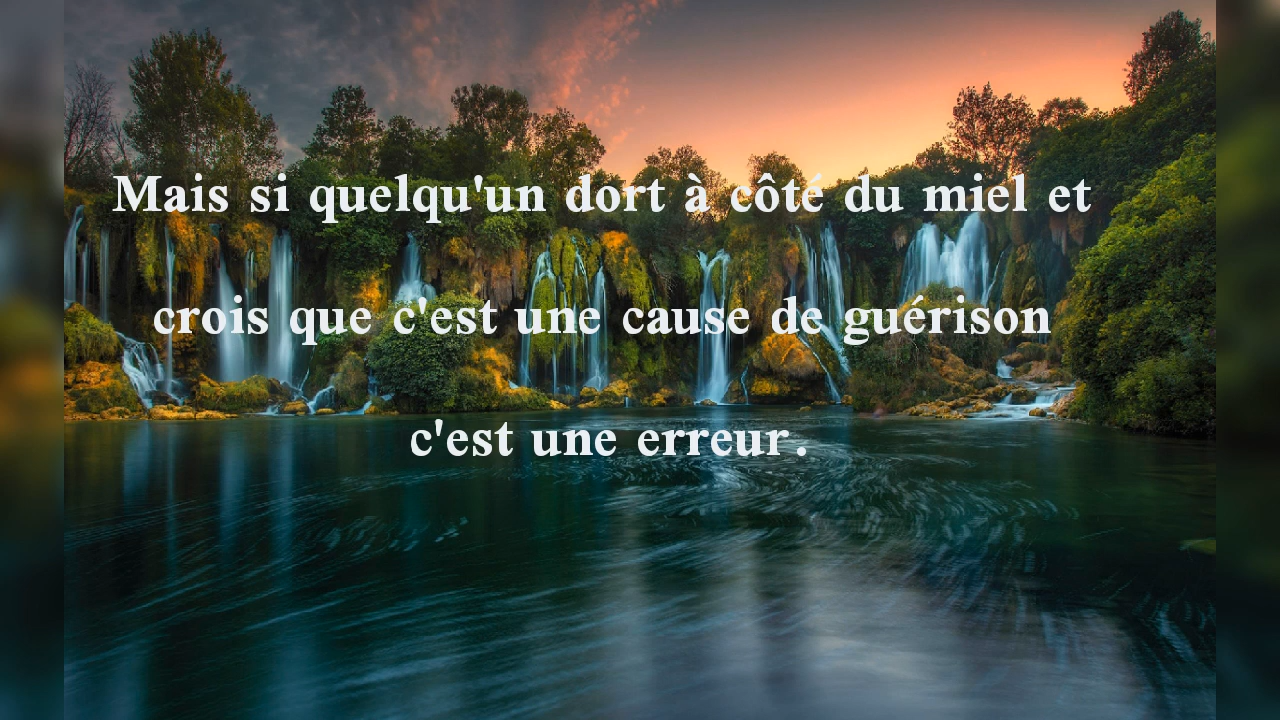 Mais si quelqu'un dort à côté du miel et
crois que c'est une cause de guérison
c'est une erreur.